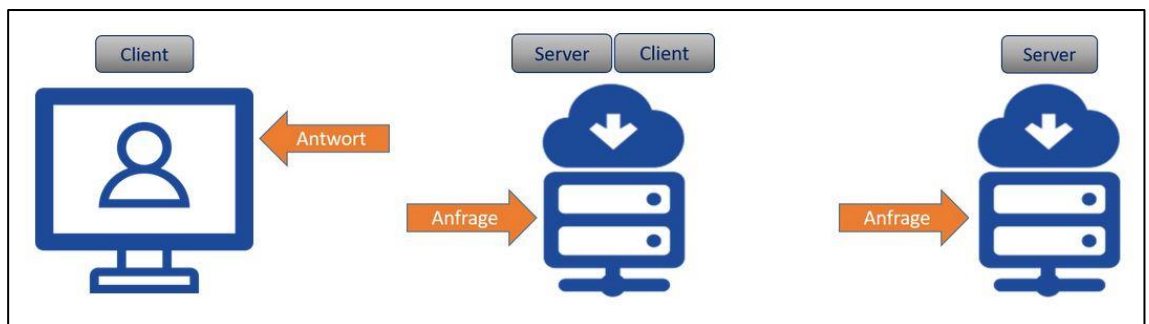 Client
Server Client
Server
Antwort
Anfrage
Anfrage